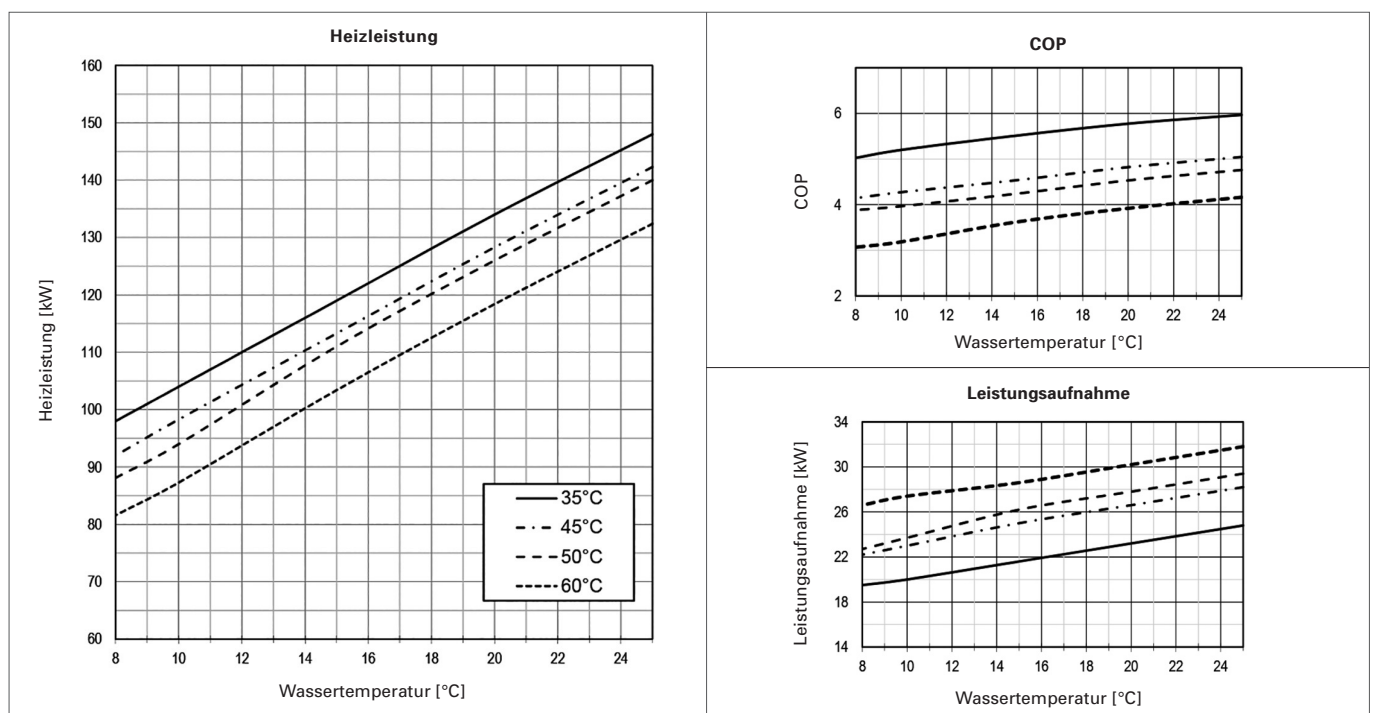 Heizleistung
160
150
140
130
120
110
100
90
80
70
60
Heizleistung [kW]
35°C
45°C
50°C
60°C
8 10 12 14 16 18 20 22 24
Wassertemperatur [°C]
COP
6
4
2
COP
8 10 12 14 16 18 20 22 24
Wassertemperatur [°C]
Leistungsaufnahme
34
30
26
22
18
14
Leistungsaufnahme [kW]
8 10 12 14 16 18 20 22 24
Wassertemperatur [°C]